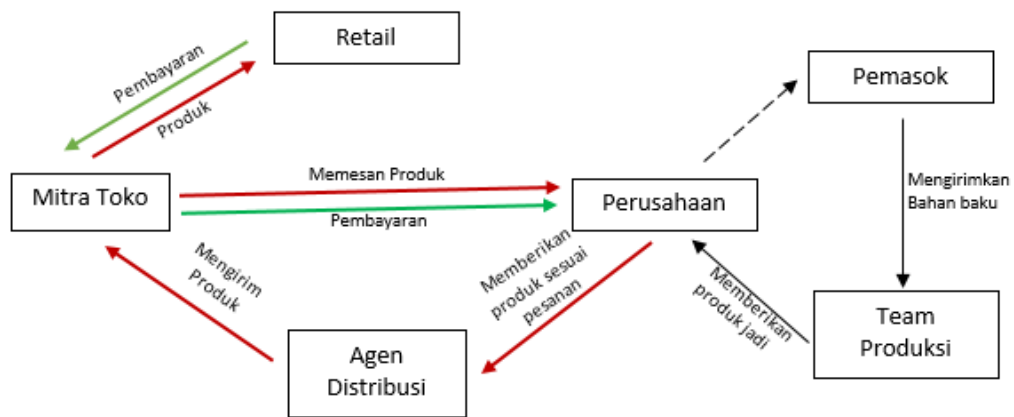 Retail
Pembayaran
Produk
Pemasok
Mitra Toko
Memesan Produk
Pembayaran
Perusahaan
Mengirimkan
Bahan baku
Mengirim
Produk
Memberikan
produk sesuai
pesanan
Memberikan
produk jadi
Agen
Distribusi
Team
Produksi